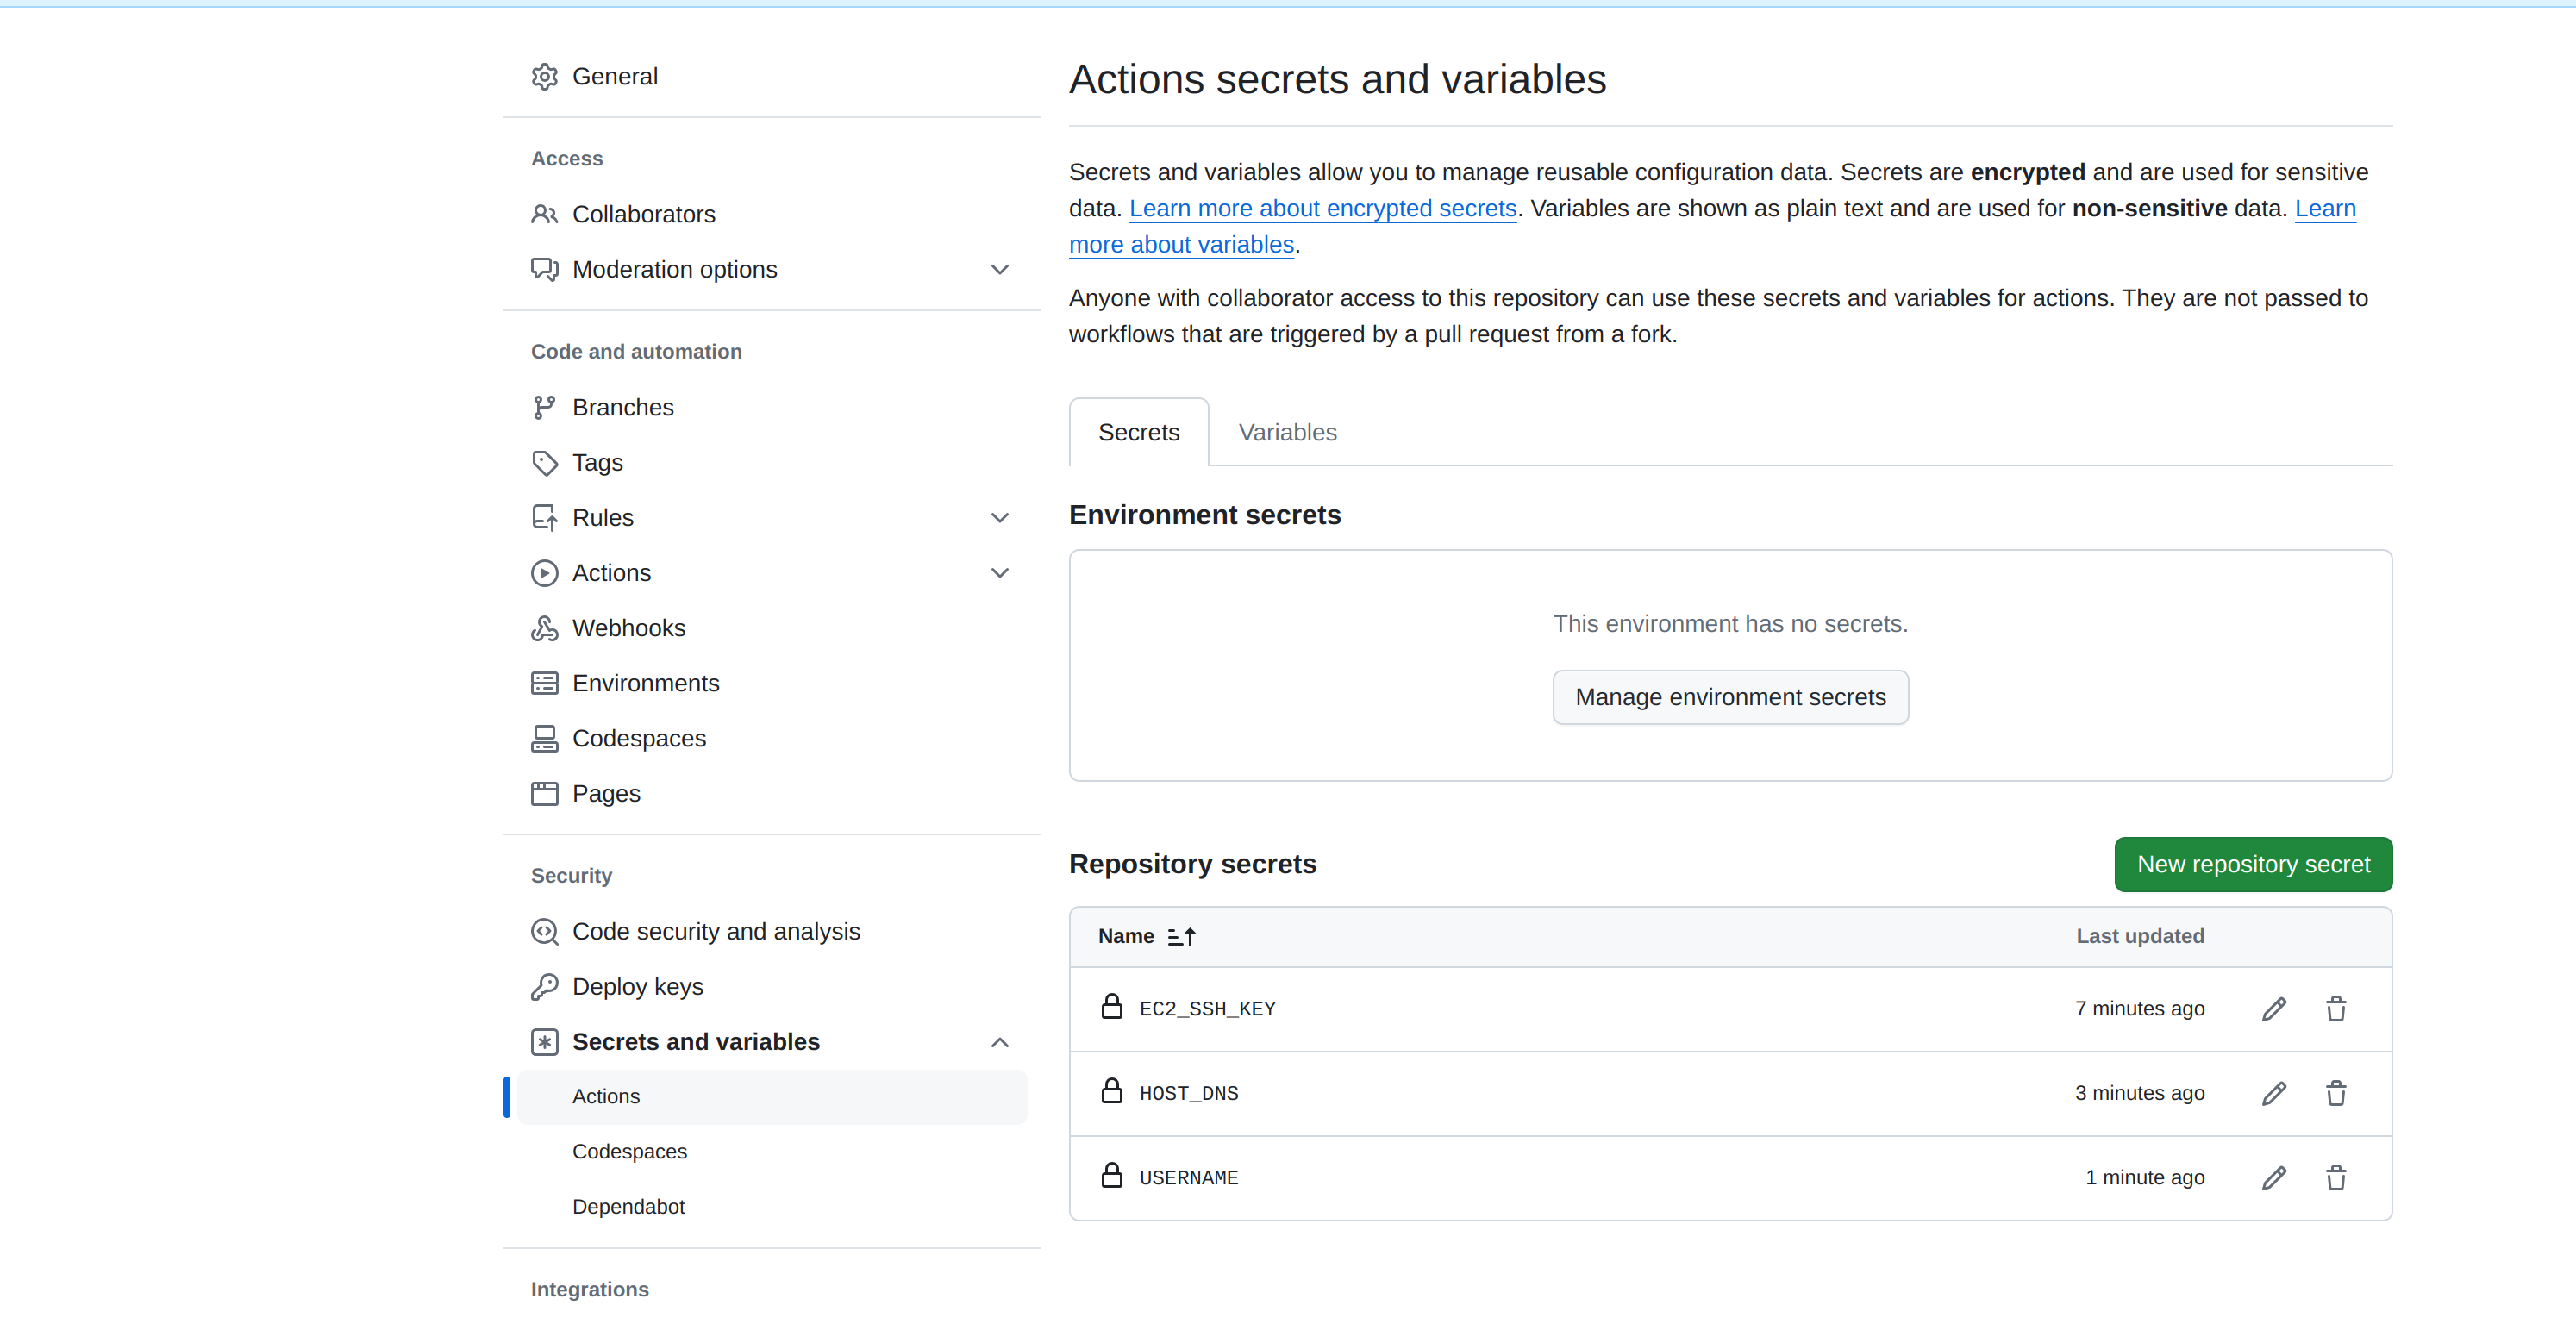 General
Access
Collaborators
Moderation options
Code and automation
Branches
Tags
Rules
Actions
Webhooks
Environments
Codespaces
Pages
Security
Code security and analysis
Deploy keys
Secrets and variables
Actions
Codespaces
Dependabot
Integrations
Actions secrets and variables
Secrets and variables allow you to manage reusable configuration data. Secrets are encrypted and are used for sensitive
data. Learn more about encrypted secrets. Variables are shown as plain text and are used for non-sensitive data. Learn
more about variables.
Anyone with collaborator access to this repository can use these secrets and variables for actions. They are not passed to
workflows that are triggered by a pull request from a fork.
Secrets Variables
Environment secrets
This environment has no secrets.
Manage environment secrets
Repository secrets New repository secret
Name Last updated
EC2_SSH_KEY 7 minutes ago
HOST_DNS 3 minutes ago
USERNAME 1 minute ago